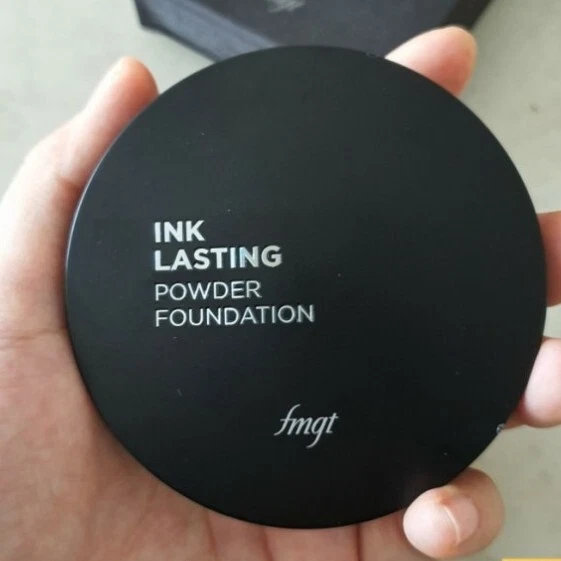 INK
LASTING
POWDER
FOUNDATION
fmgt